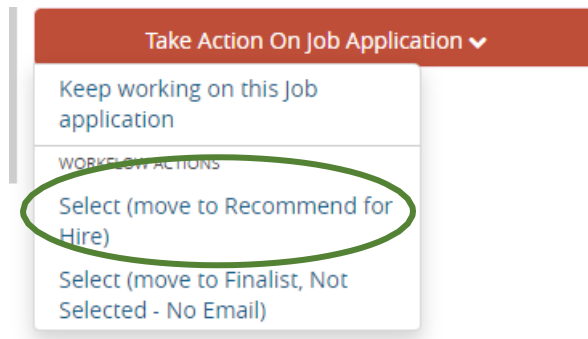 Take Action On Job Application
Keep working on this Job
application
WORKFLOW ACTIONS
Select (move to Recommend for
Hire)
Select (move to Finalist, Not
Selected - No Email)